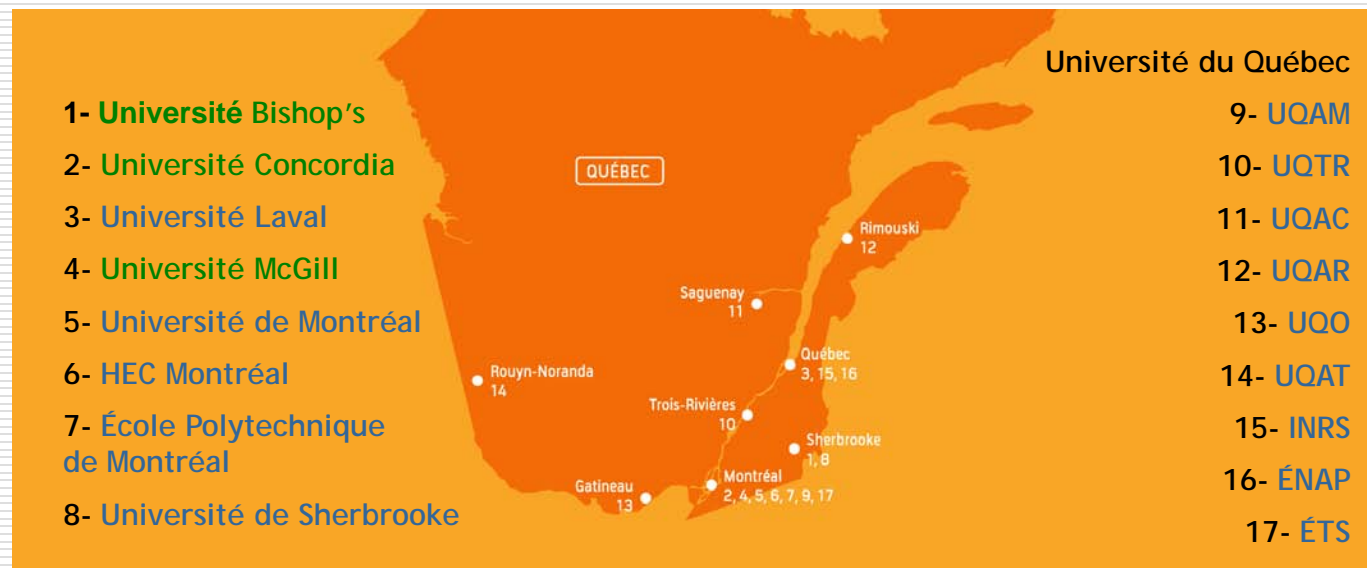 1- Université Bishop’s
2- Université Concordia
3- Université Laval
4- Université McGill
5- Université de Montréal
6- HEC Montréal
7- École Polytechnique
de Montréal
8- Université de Sherbrooke
QUÉBEC
Rimouski
12
Saguenay
11
Québec
3, 15, 16
Rouyn-Noranda
14
Trois-Rivières
10
Sherbrooke
1, 8
Montréal
2, 4, 5, 6, 7, 9, 17
Gatineau
13
Université du Québec
9- UQAM
10- UQTR
11- UQAC
12- UQAR
13- UQO
14- UQAT
15- INRS
16- ÉNAP
17- ÉTS